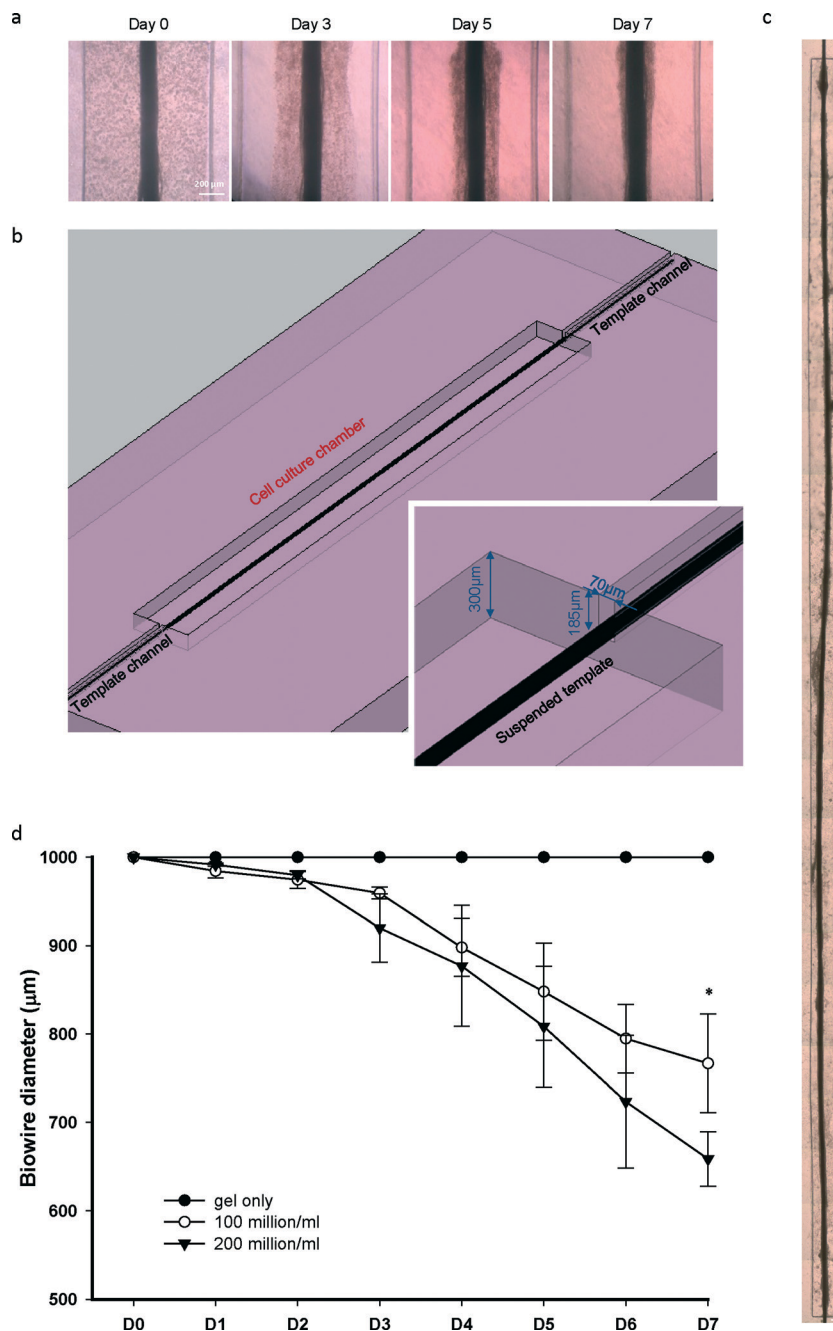 a
Day 0
Day 3
Day 5
Day 7
c
200 µm
b
Template channel
Cell culture chamber
Template channel
300µm
185µm
70µm
Suspended template
d
Biowire diameter (µm)
1000
900
800
700
600
500
*
gel only
100 million/ml
200 million/ml
D0 D1 D2 D3 D4 D5 D6 D7